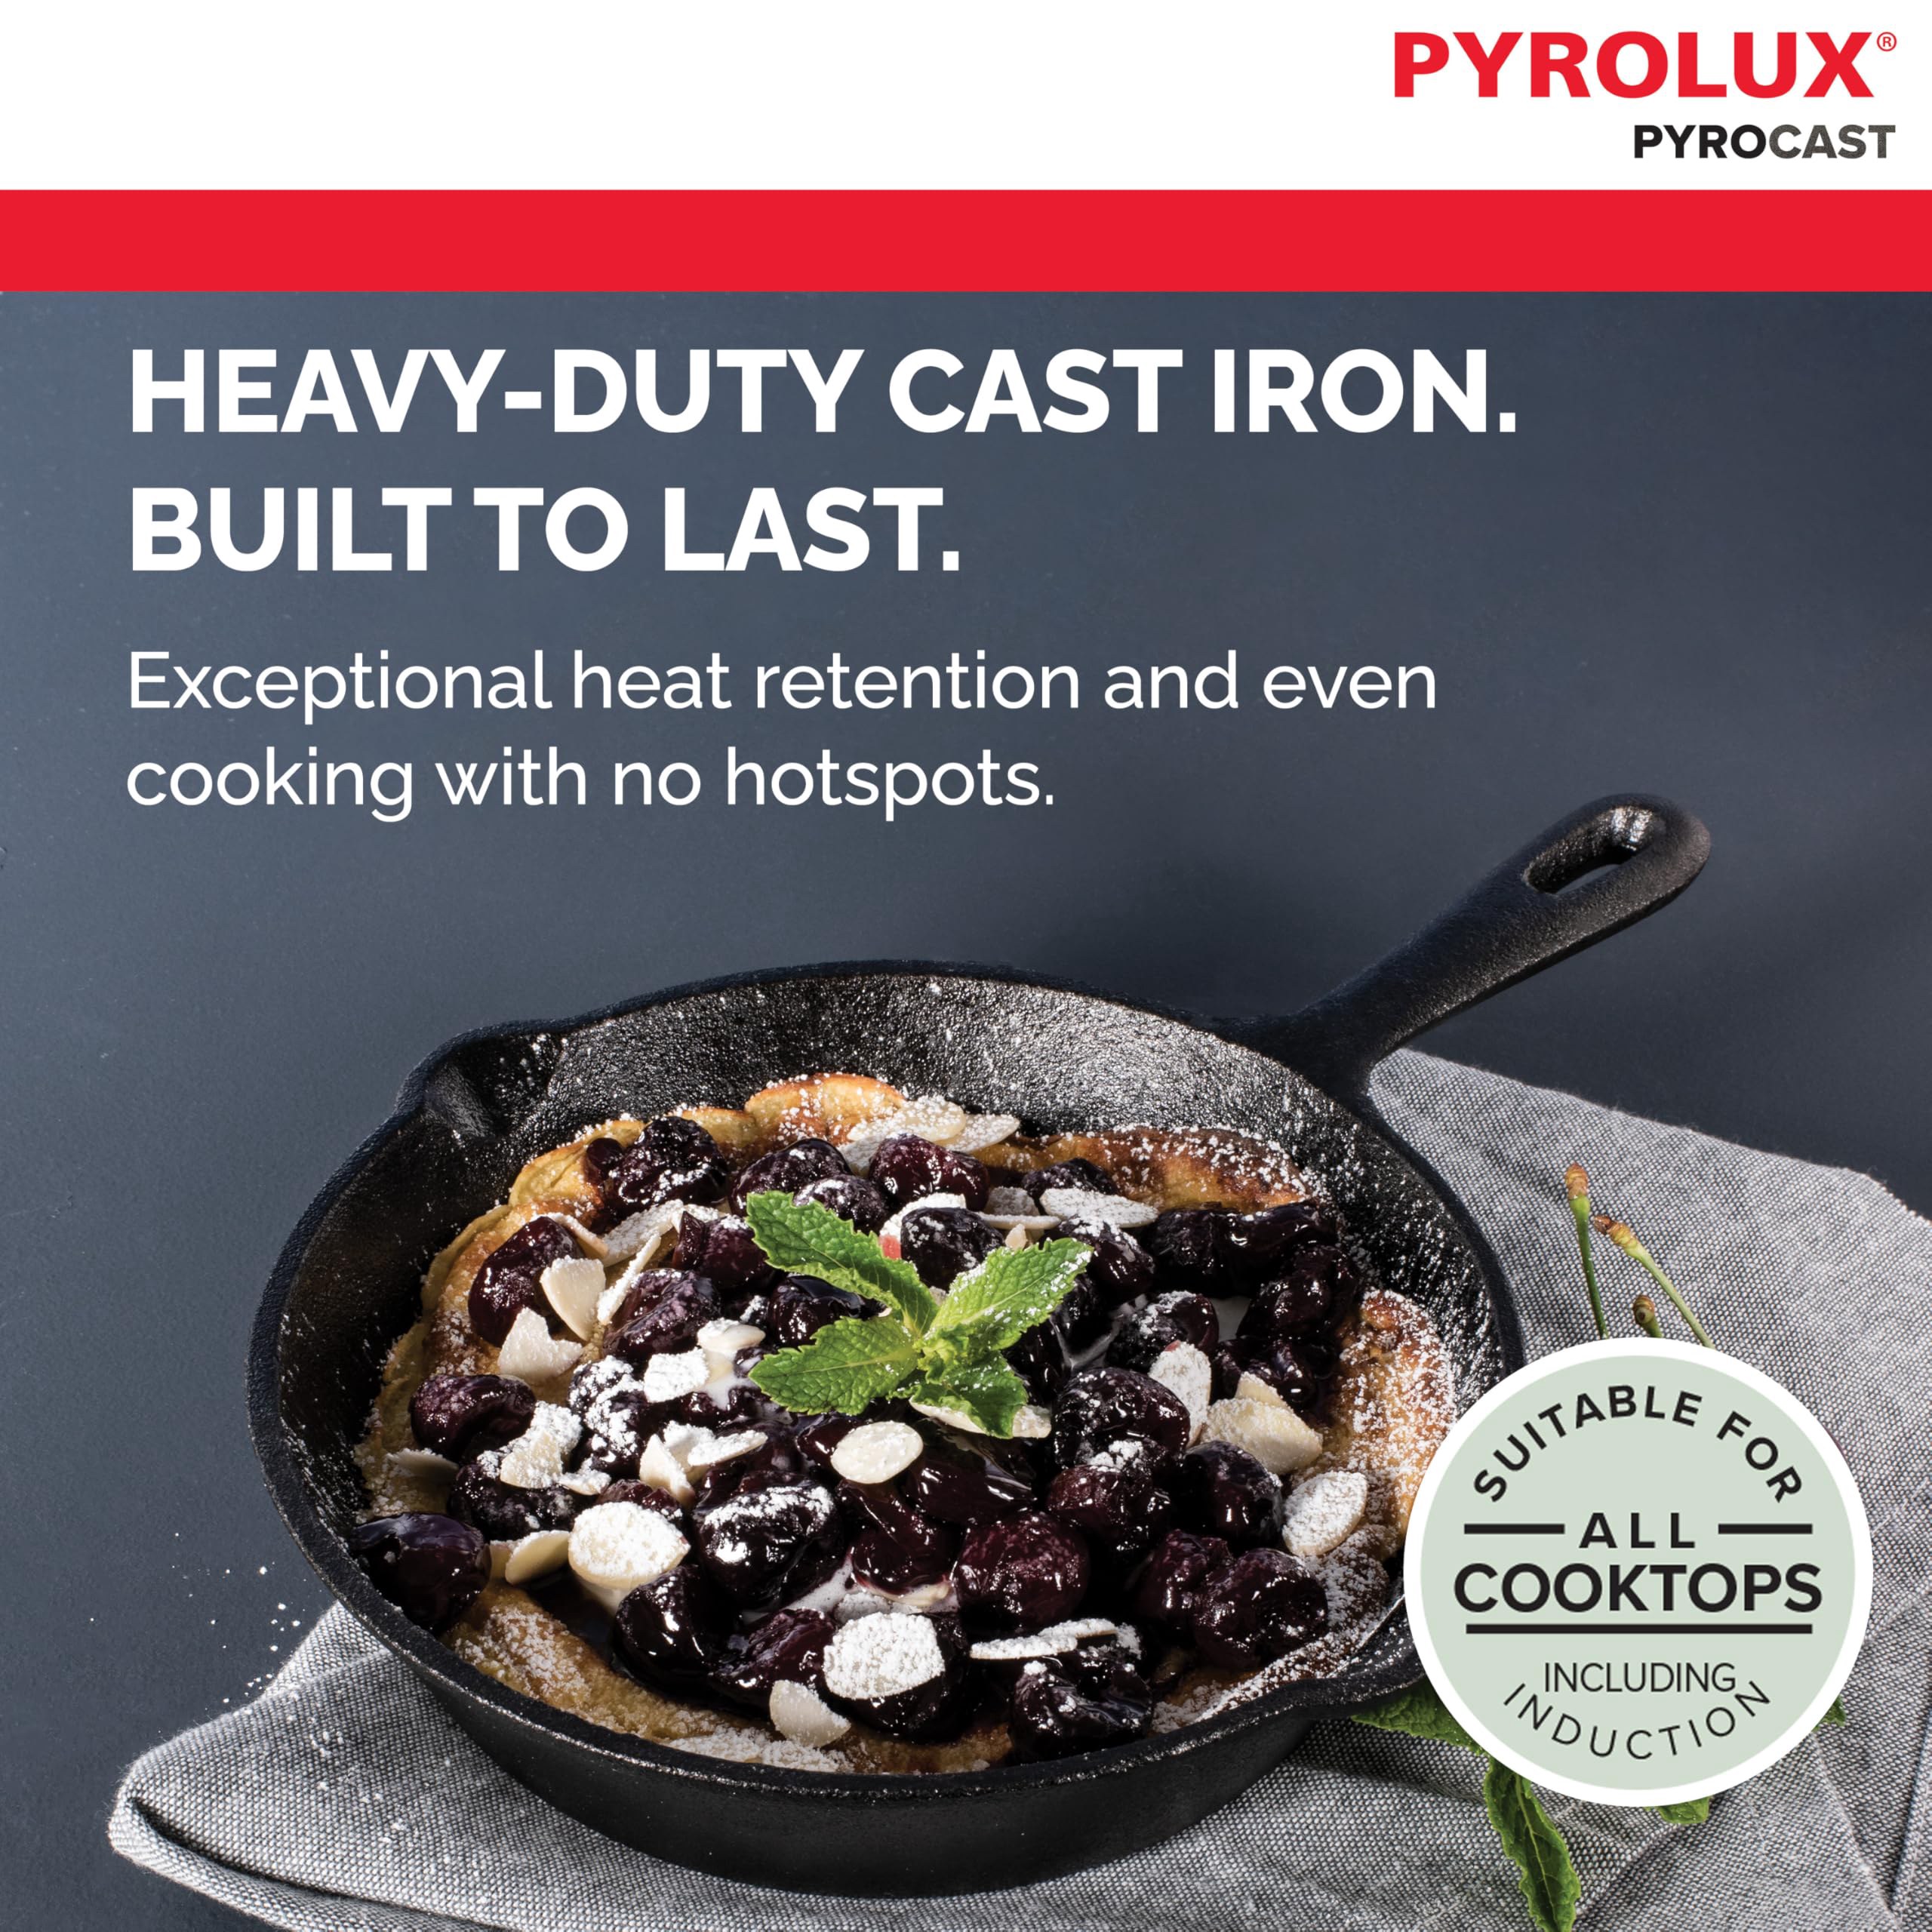 PYROLUX®
PYROCAST
HEAVY-DUTY CAST IRON.
BUILT TO LAST.
Exceptional heat retention and even
cooking with no hotspots.
SUITABLE FOR
ALL
COOKTOPS
INCLUDING
INDUCTION